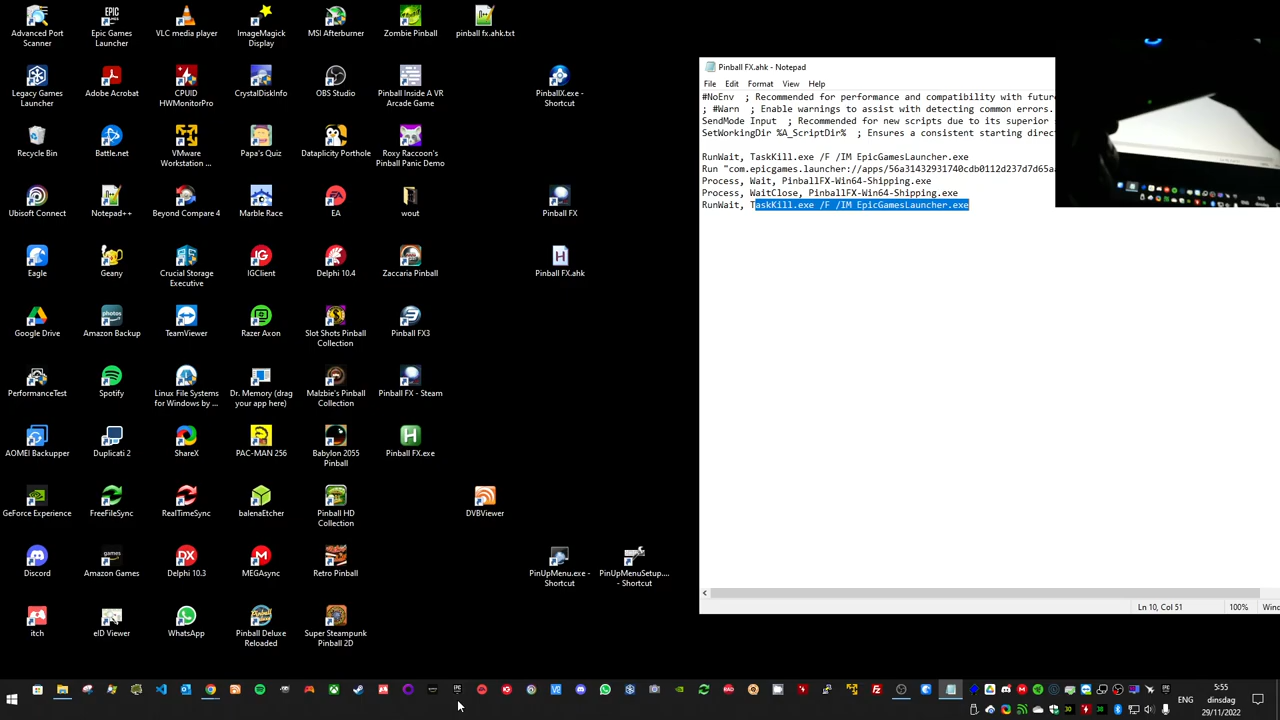 Advanced Port
Scanner
Epic Games
Launcher
VLC media player
ImageMagick
Display
MSI Afterburner
Zombie Pinball
pinball fx.ahk.txt
Legacy Games
Launcher
Adobe Acrobat
CPUID
HWMonitorPro
CrystalDiskInfo
OBS Studio
Pinball Inside A VR
Arcade Game
PinballX.exe -
Shortcut
Recycle Bin
Battle.net
VMware
Workstation ...
Papa's Quiz
Dataplicity Porthole
Roxy Raccoon's
Pinball Panic Demo
Ubisoft Connect
Notepad++
Beyond Compare 4
Marble Race
EA
wout
Pinball FX
Eagle
Geany
Crucial Storage
Executive
IGClient
Delphi 10.4
Zaccaria Pinball
Pinball FX.ahk
Google Drive
Amazon Backup
TeamViewer
Razer Axon
Slot Shots Pinball
Collection
Pinball FX3
PerformanceTest
Spotify
Linux File Systems
for Windows by ...
Dr. Memory (drag
your app here)
Malzbie's Pinball
Collection
Pinball FX - Steam
AOMEI Backupper
Duplicati 2
ShareX
PAC-MAN 256
Babylon 2055
Pinball
Pinball FX.exe
GeForce Experience
FreeFileSync
RealTimeSync
balenaEtcher
Pinball HD
Collection
DVBViewer
Discord
Amazon Games
Delphi 10.3
MEGAsync
Retro Pinball
PinUpMenu.exe -
Shortcut
PinUpMenuSetup....
- Shortcut
itch
eID Viewer
WhatsApp
Pinball Deluxe
Reloaded
Super Steampunk
Pinball 2D
Pinball FX.ahk - Notepad
File Edit Format View Help
#NoEnv  ; Recommended for performance and compatibility with futur
; #Warn  ; Enable warnings to assist with detecting common errors.
SendMode Input  ; Recommended for new scripts due to its superior
SetWorkingDir %A_ScriptDir%  ; Ensures a consistent starting direc
RunWait, TaskKill.exe /F /IM EpicGamesLauncher.exe
Run "com.epicgames.launcher://apps/56a31432931740cdb0112d237d7d65a
Process, Wait, PinballFX-Win64-Shipping.exe
Process, WaitClose, PinballFX-Win64-Shipping.exe
RunWait, TaskKill.exe /F /IM EpicGamesLauncher.exe
Ln 10, Col 51
100%
Wind
ENG
5:55
dinsdag
29/11/2022